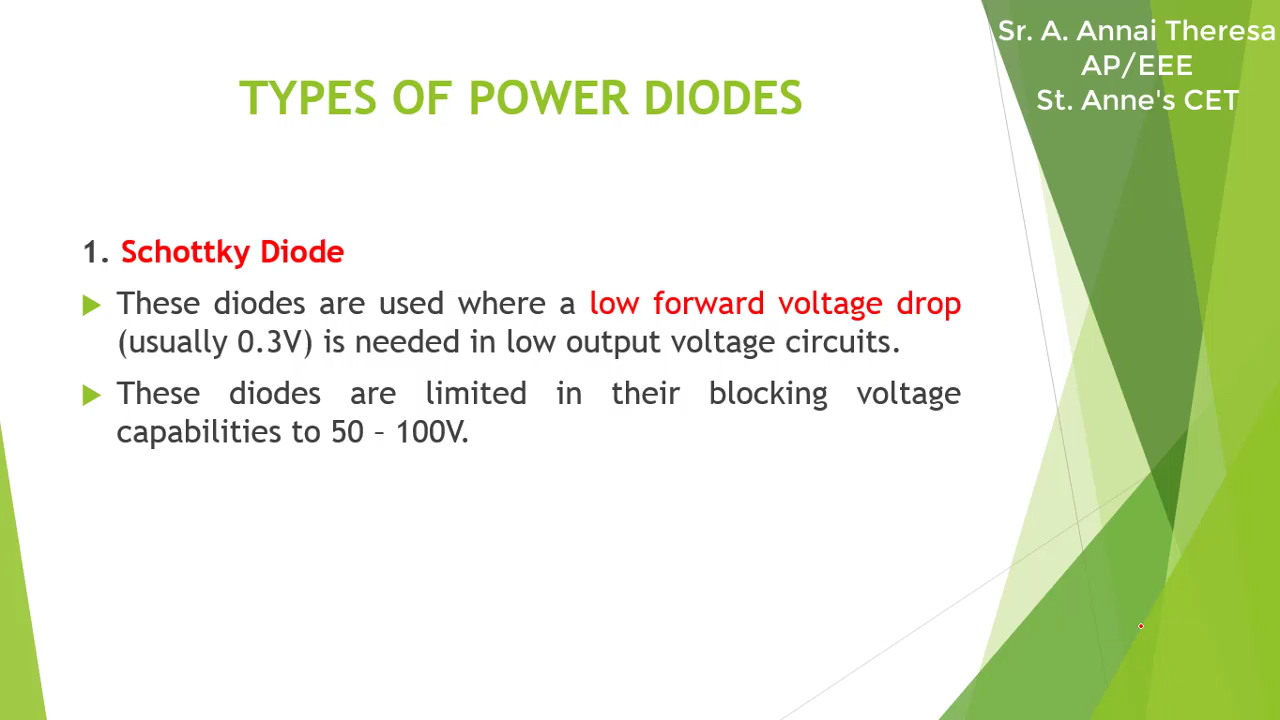 Sr. A. Annai Theresa
AP/EEE
St. Anne's CET
TYPES OF POWER DIODES
1. Schottky Diode
These diodes are used where a low forward voltage drop
(usually 0.3V) is needed in low output voltage circuits.
These diodes are limited in their blocking voltage
capabilities to 50 – 100V.